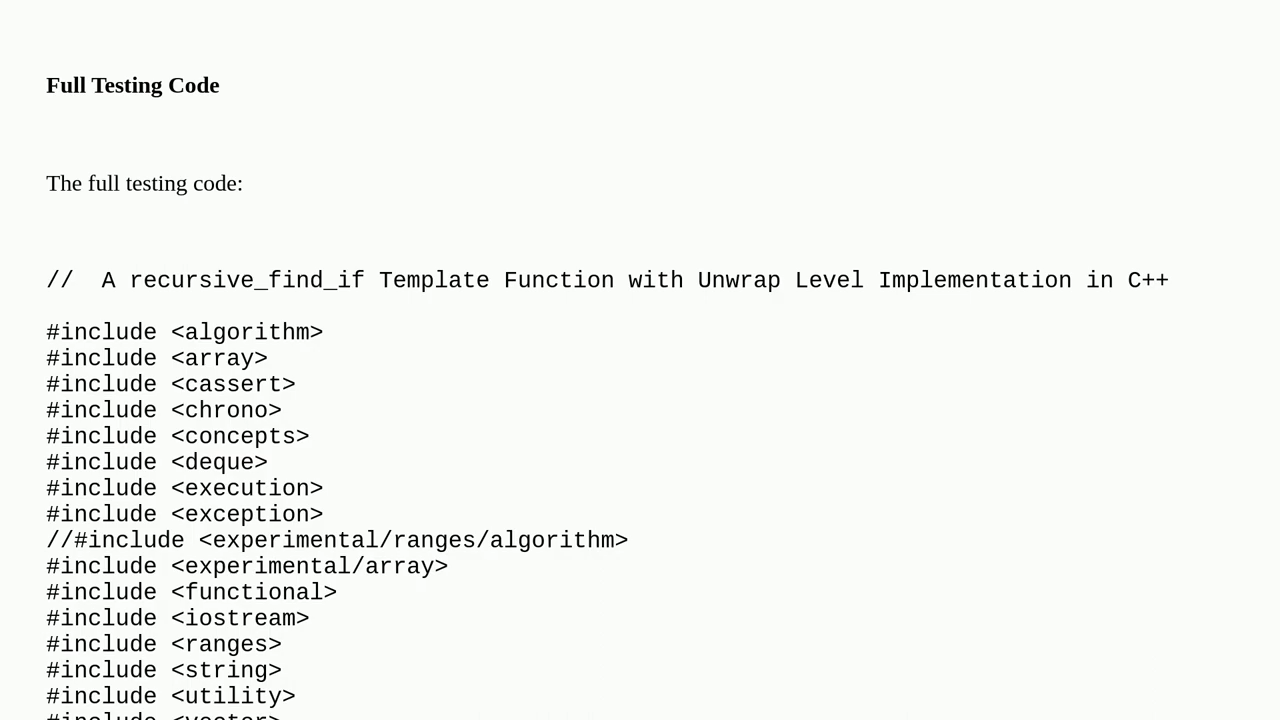 Full Testing Code
The full testing code:
//  A recursive_find_if Template Function with Unwrap Level Implementation in C++
#include <algorithm>
#include <array>
#include <cassert>
#include <chrono>
#include <concepts>
#include <deque>
#include <execution>
#include <exception>
//#include <experimental/ranges/algorithm>
#include <experimental/array>
#include <functional>
#include <iostream>
#include <ranges>
#include <string>
#include <utility>
#include <vector>